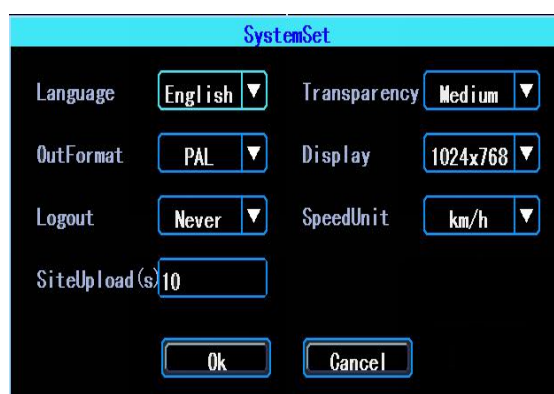 SystemSet
Language English Transparency Medium
OutFormat PAL Display 1024x768
Logout Never SpeedUnit km/h
SiteUpload(s) 10
Ok Cancel